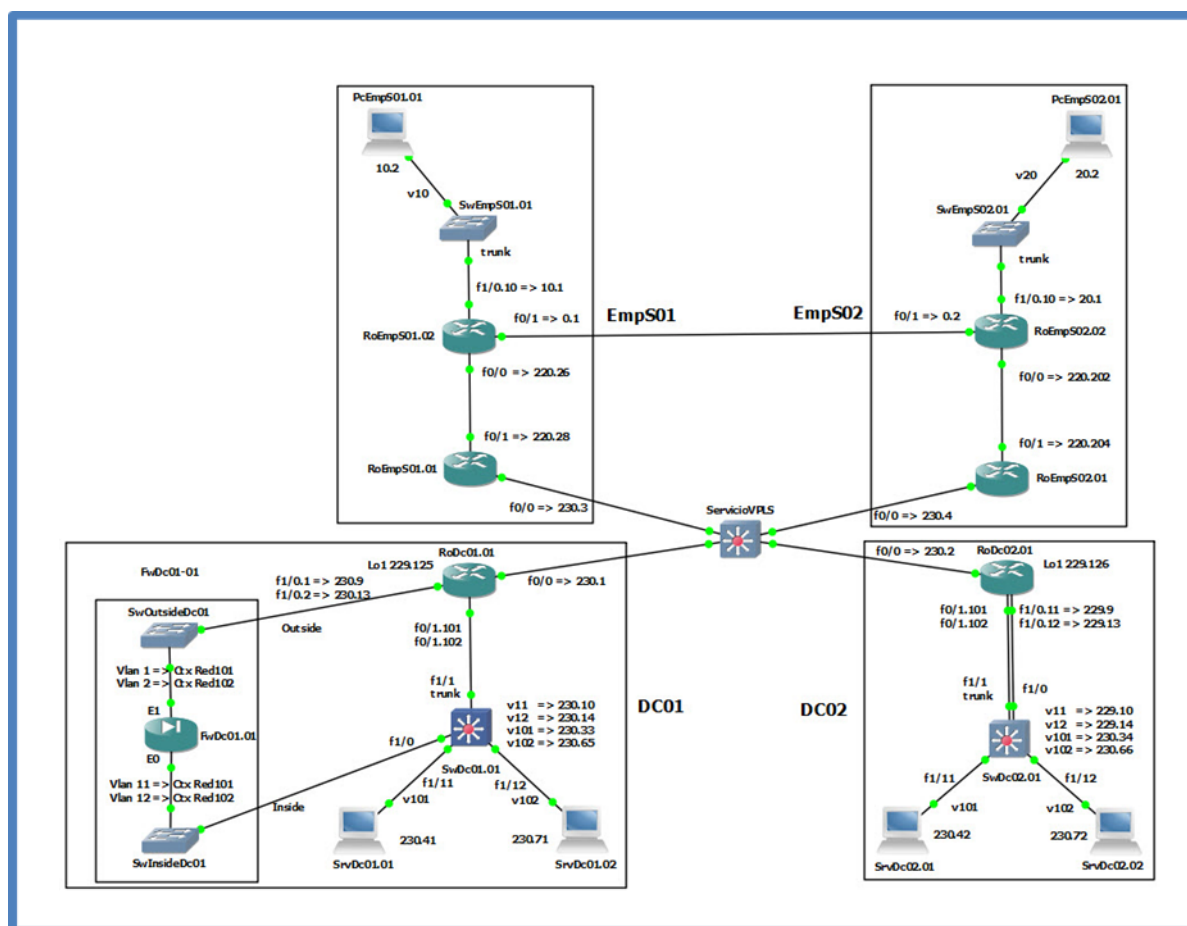 PcEmpS01.01
10.2
v10
SwEmpS01.01
trunk
f1/0.10 => 10.1
f0/1 => 0.1
RoEmpS01.02
f0/0 => 220.26
f0/1 => 220.28
RoEmpS01.01
f0/0 => 230.3
EmpS01
EmpS02
PcEmpS02.01
20.2
v20
SwEmpS02.01
trunk
f1/0.10 => 20.1
f0/1 => 0.2
RoEmpS02.02
f0/0 => 220.202
f0/1 => 220.204
RoEmpS02.01
f0/0 => 230.4
ServicioVPLS
FwDc01-01
SwOutsideDc01
Vlan 1 => Ctx Red101
Vlan 2 => Ctx Red102
E1
FwDc01.01
E0
Vlan 11 => Ctx Red101
Vlan 12 => Ctx Red102
SwInsideDc01
f1/0.1 => 230.9
f1/0.2 => 230.13
Outside
RoDc01.01
Lo1 229.125
f0/0 => 230.1
f0/1.101
f0/1.102
f1/1
trunk
v11 => 230.10
v12 => 230.14
v101 => 230.33
v102 => 230.65
f1/0
SwDc01.01
Inside
f1/11
v101
230.41
SrvDc01.01
f1/12
v102
230.71
SrvDc01.02
DC01
DC02
f0/0 => 230.2
RoDc02.01
Lo1 229.126
f0/1.101
f0/1.102
f1/0.11 => 229.9
f1/0.12 => 229.13
f1/1
trunk
f1/0
v11 => 229.10
v12 => 229.14
v101 => 230.34
v102 => 230.66
SwDc02.01
f1/11
v101
230.42
SrvDc02.01
f1/12
v102
230.72
SrvDc02.02